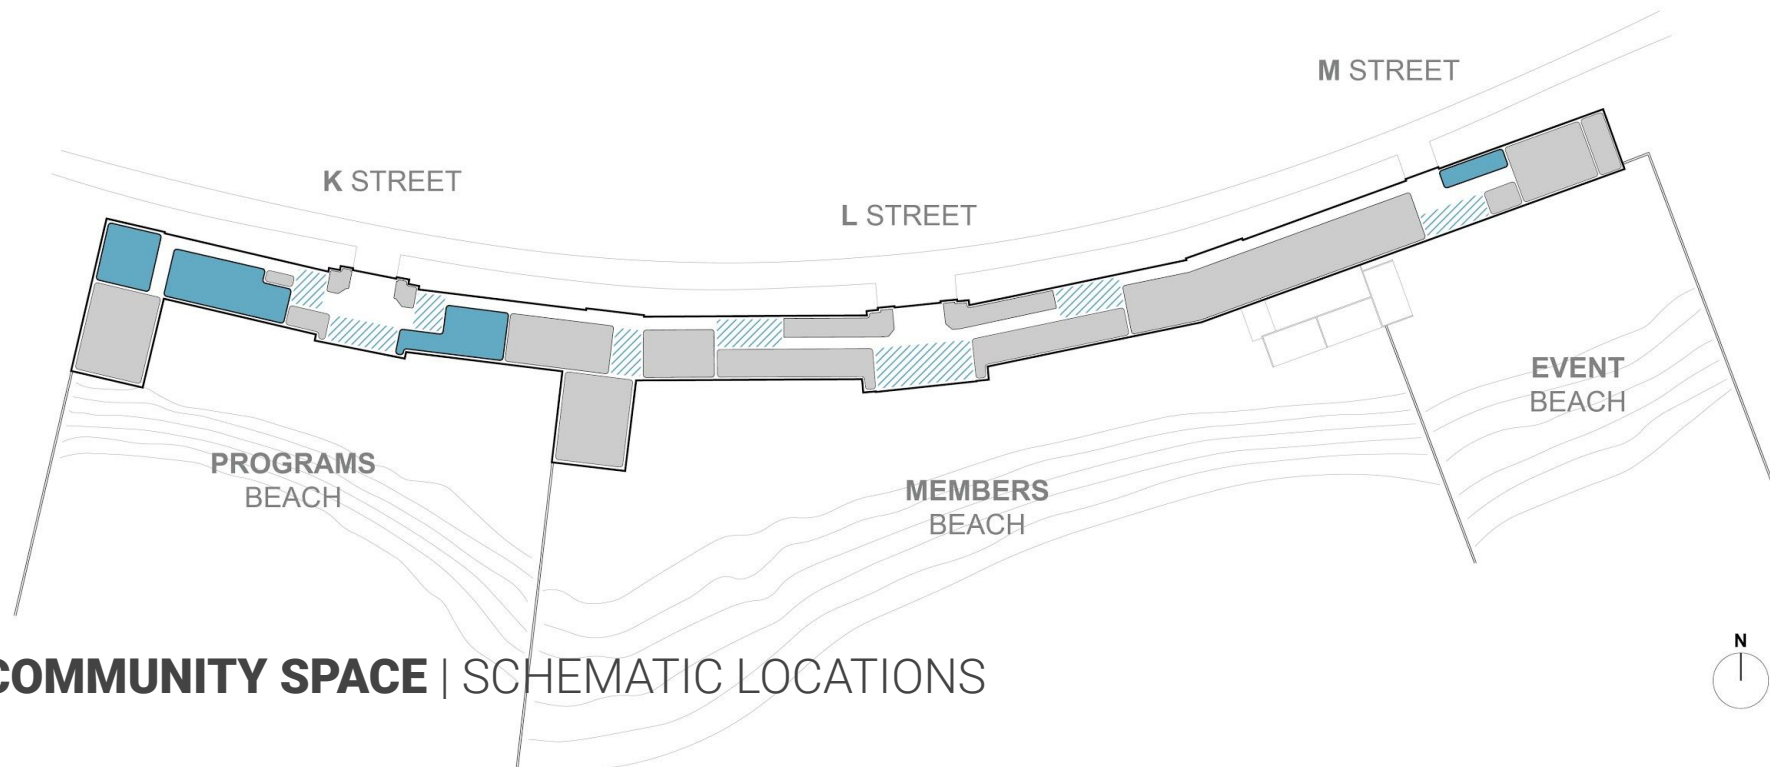 M STREET
K STREET
L STREET
EVENT
BEACH
PROGRAMS
BEACH
MEMBERS
BEACH
N
COMMUNITY SPACE | SCHEMATIC LOCATIONS